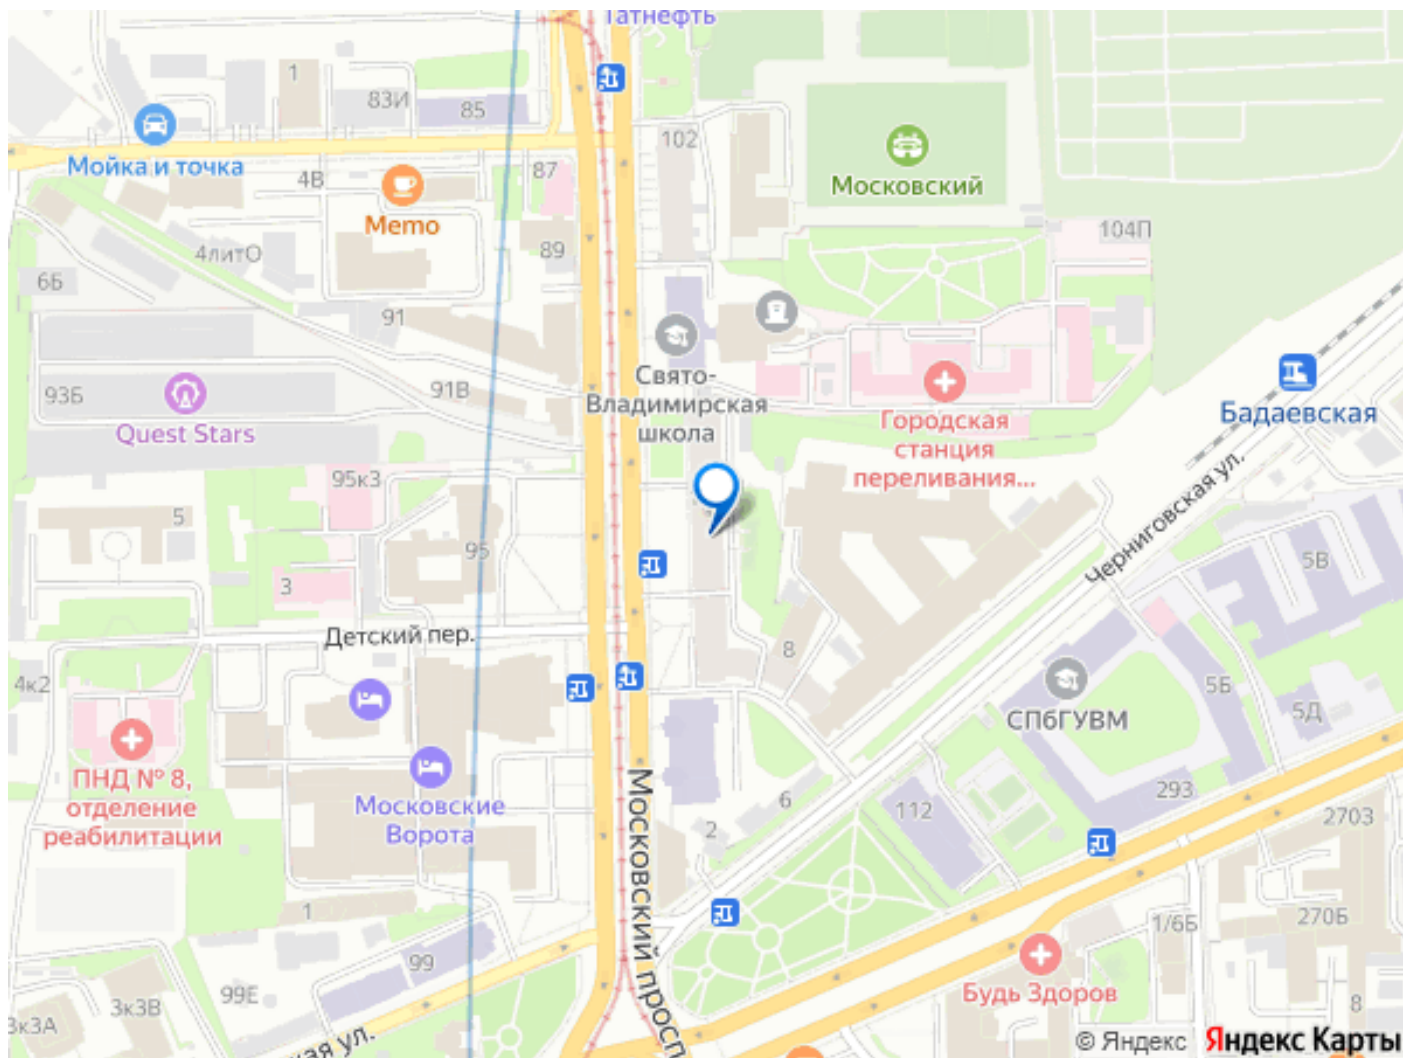 Татнефть
1
83И
85
102
Мойка и точка
4В
87
Memo
Московский
104П
4литО
89
6Б
91
93Б
91В
Quest Stars
Свято-
Владимирская
школа
Городская
станция
переливания...
Бадаевская
95к3
5
95
3
Черниговская ул.
5В
Детский пер.
8
4к2
СПбГУВМ
5Б
5Д
ПНД № 8,
отделение
реабилитации
Московские
Ворота
Московский просп
6
2
112
293
2703
1
99
99Е
3к3В
3к3А
ая ул.
1/6Б
270Б
Будь Здоров
8
© Яндекс
Яндекс Карты